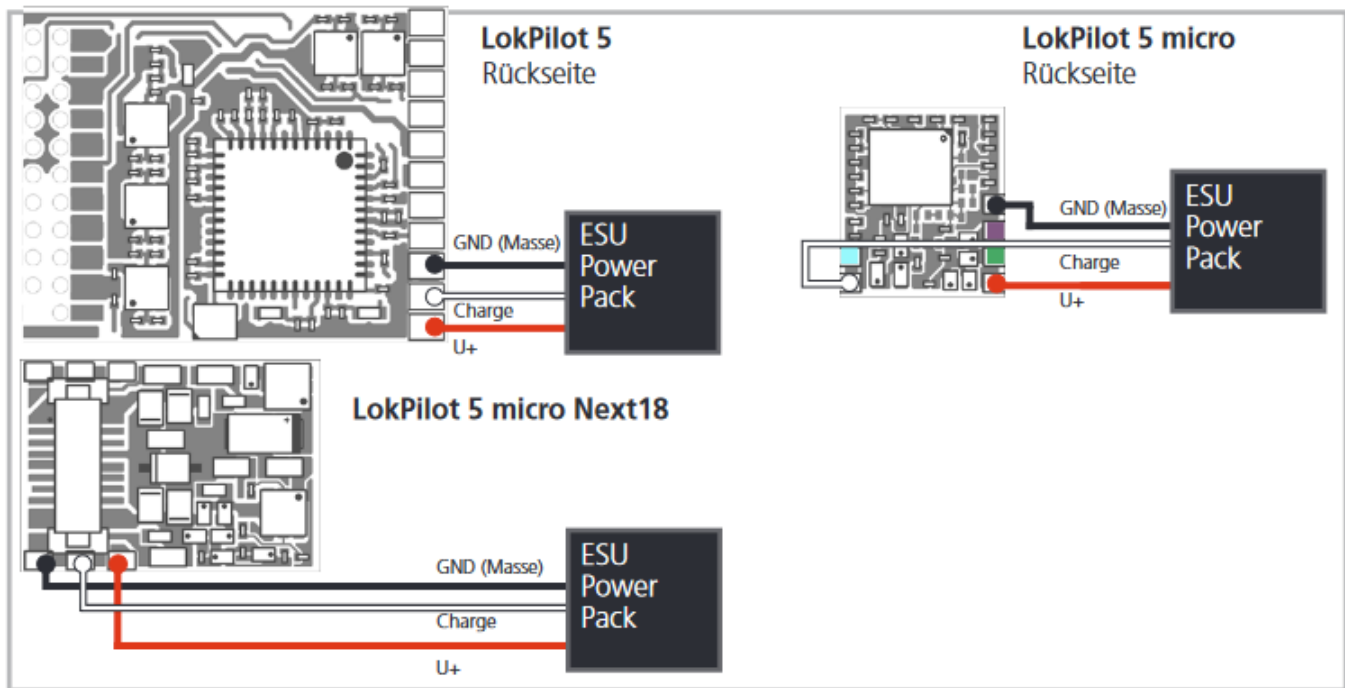 LokPilot 5
Rückseite
GND (Masse)
Charge
U+
ESU
Power
Pack
LokPilot 5 micro
Rückseite
GND (Masse)
Charge
U+
ESU
Power
Pack
LokPilot 5 micro Next18
GND (Masse)
Charge
U+
ESU
Power
Pack